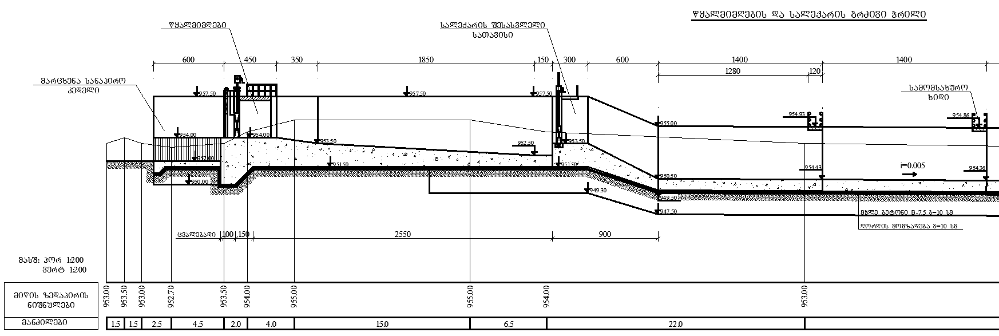 წყალმიმღების და სალექარის გრძივი ჭრილი
წყალმიმღები
სალექარის შესასვლელი
სათავისი
600 450 350 1850 150 300 600 1400 1400
1280 120
მარცხენა სანაპირო
კედელი
სამომსახურო
ხიდი
957.50 957.50 957.50
954.93 954.86
955.00
954.00 954.00 953.50 952.50 953.50
952.00 951.50 951.50
950.00 949.30 950.50 954.43 954.36
i=0.005
949.50
947.50
მჭლე ბეტონი B-7.5 δ=10 სმ
ღორღის მომზადება δ=10 სმ
ცვალებადი 100 150 2550 900
მასშ: ჰორ 1:200
ვერტ 1:200
მიწის ზედაპირის
ნიშნულები
953.00 953.50 953.00 952.70 953.50 954.00 955.00 955.00 954.00 953.00
მანძილები 1.5 1.5 2.5 4.5 2.0 4.0 15.0 6.5 22.0